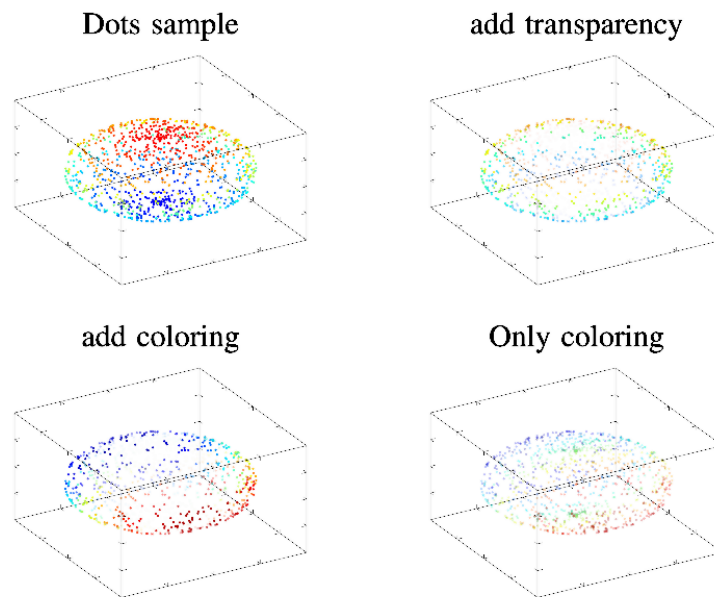 Dots sample
add transparency
add coloring
Only coloring